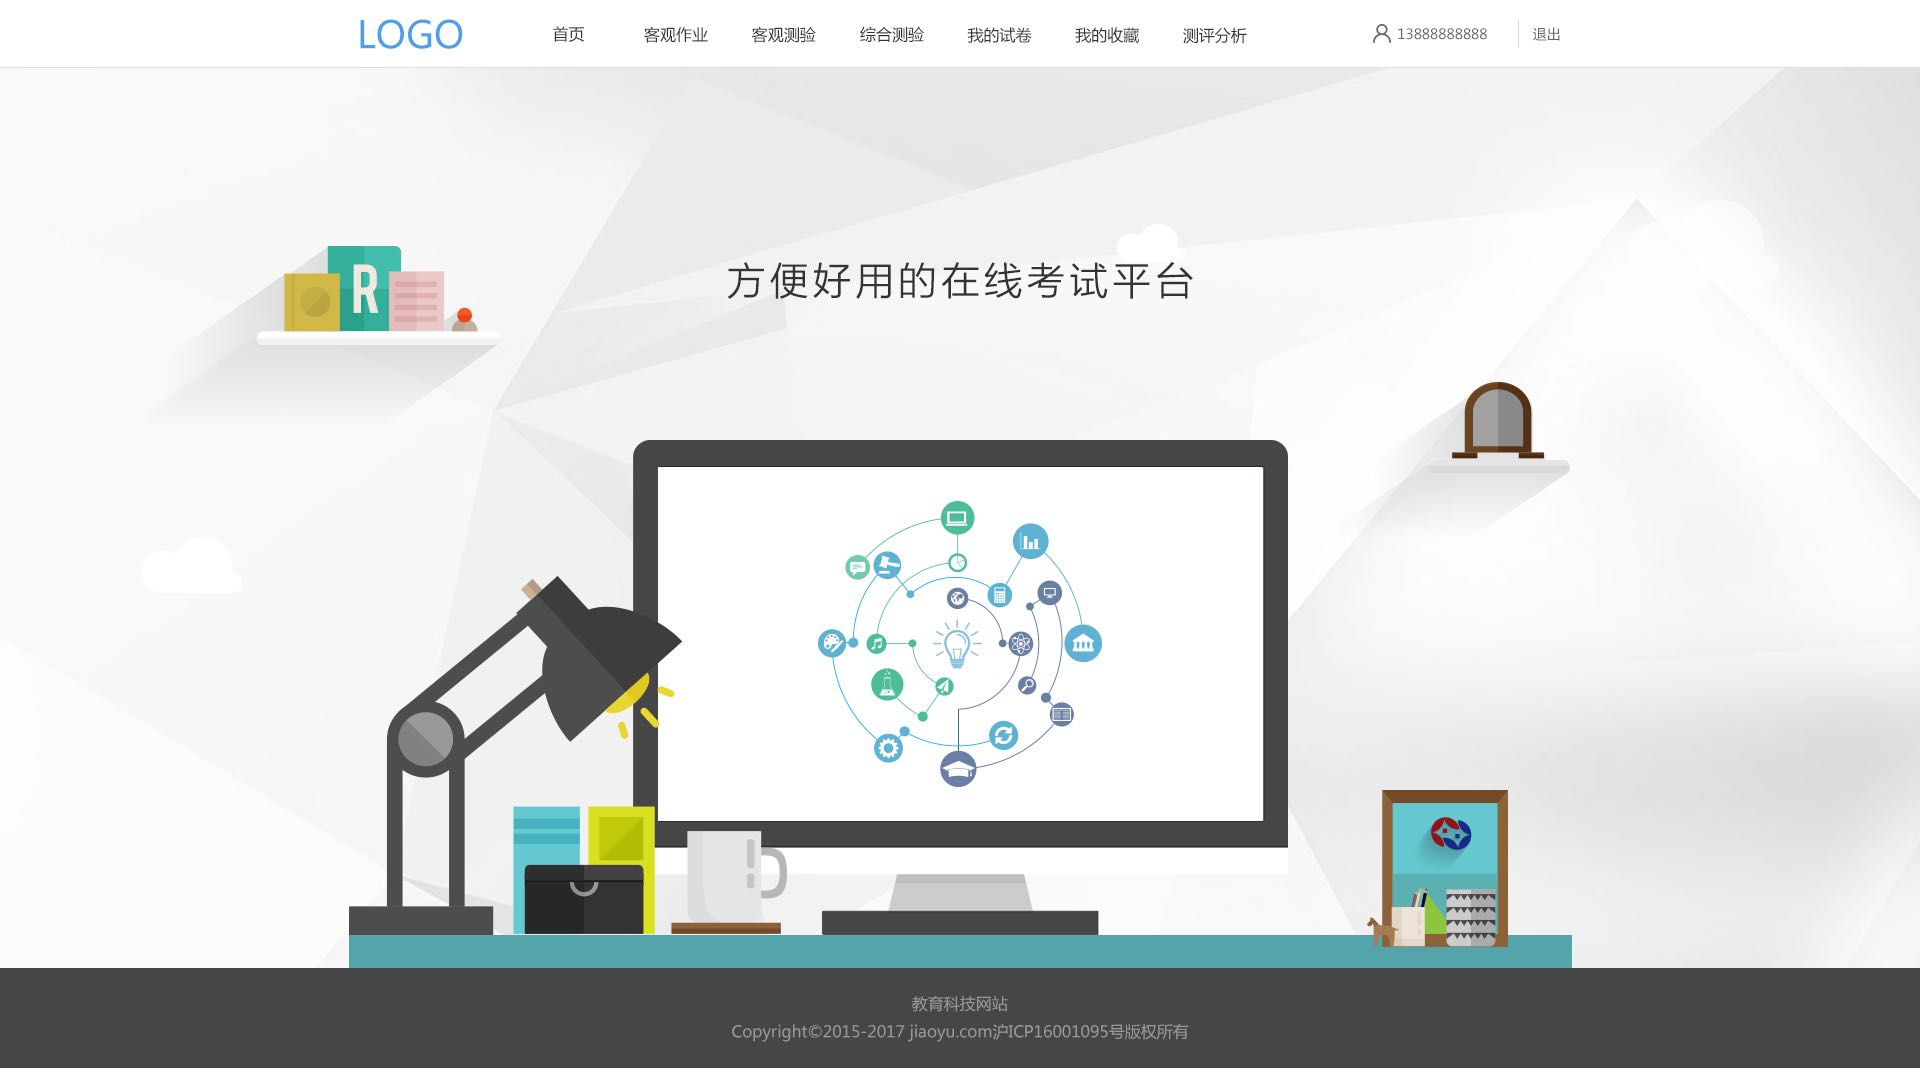 LOGO 首页 客观作业 客观测验 综合测验 我的试卷 我的收藏 测评分析 13888888888 退出
方便好用的在线考试平台
R
教育科技网站
Copyright©2015-2017 jiaoyu.com沪ICP16001095号版权所有